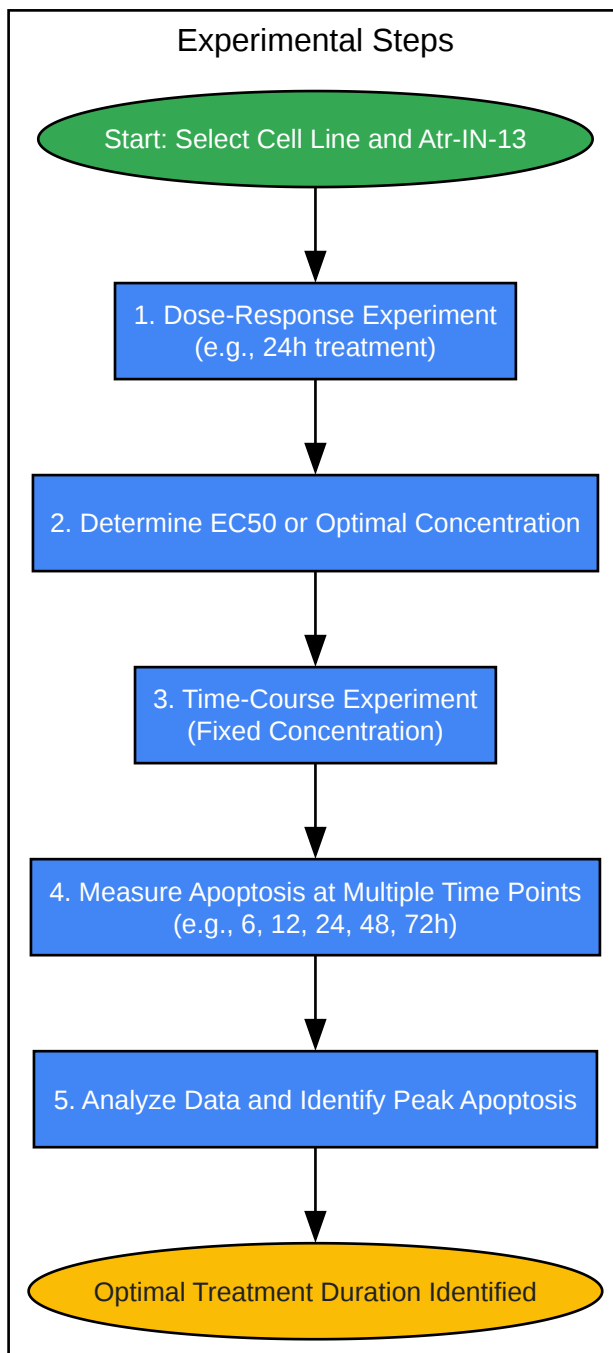 Experimental Steps
Start: Select Cell Line and Atr-IN-13
1. Dose-Response Experiment
(e.g., 24h treatment)
2. Determine EC50 or Optimal Concentration
3. Time-Course Experiment
(Fixed Concentration)
4. Measure Apoptosis at Multiple Time Points
(e.g., 6, 12, 24, 48, 72h)
5. Analyze Data and Identify Peak Apoptosis
Optimal Treatment Duration Identified